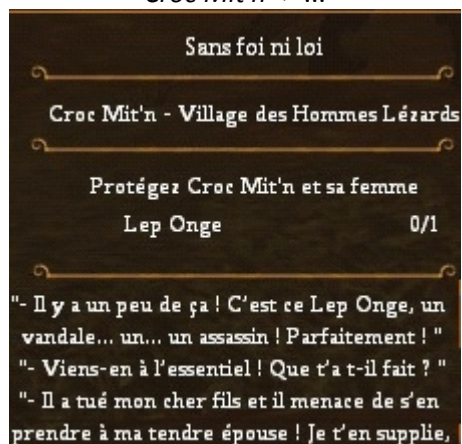 Sans foi ni loi
Croc Mit'n - Village des Hommes Lézards
Protégez Croc Mit'n et sa femme
Lep Onge 0/1
"- Il y a un peu de ça ! C'est ce Lep Onge, un
vandale... un... un assassin ! Parfaitement ! "
"- Viens-en à l'essentiel ! Que t'a t-il fait ? "
"- Il a tué mon cher fils et il menace de s'en
prendre à ma tendre épouse ! Je t'en supplie,